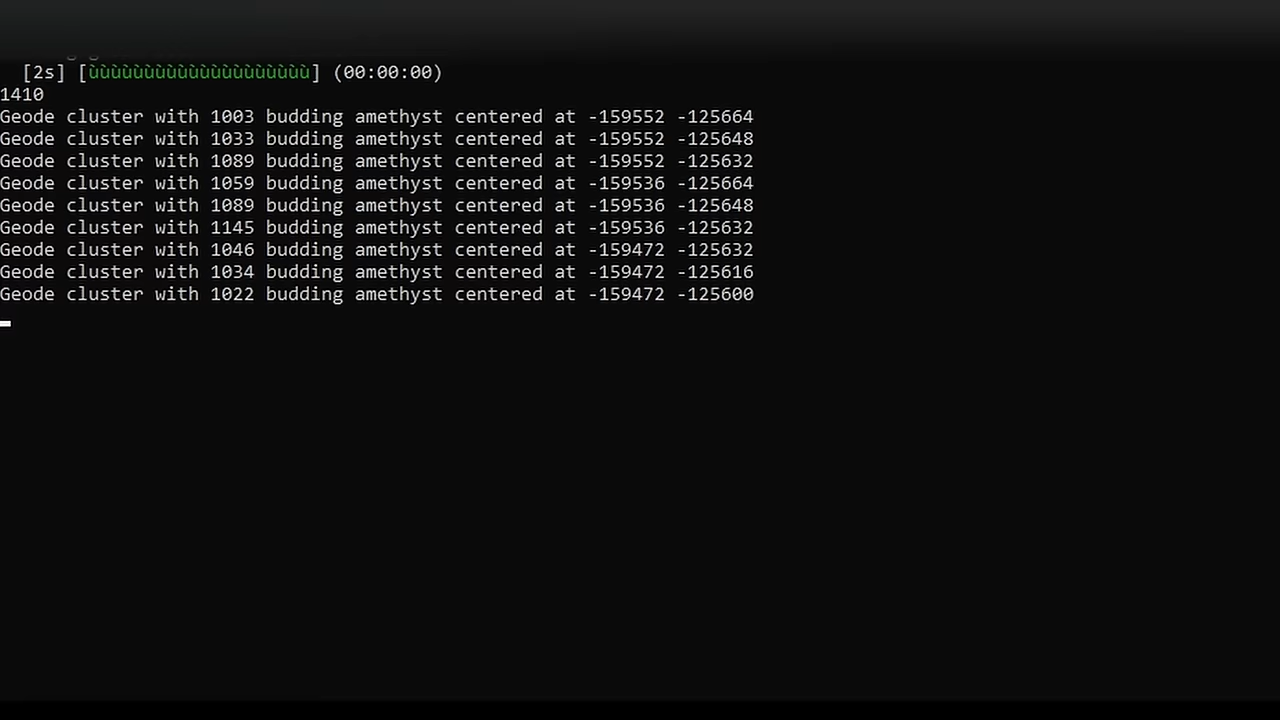 [2s] [ùùùùùùùùùùùùùùùùùùùù] (00:00:00)
1410
Geode cluster with 1003 budding amethyst centered at -159552 -125664
Geode cluster with 1033 budding amethyst centered at -159552 -125648
Geode cluster with 1089 budding amethyst centered at -159552 -125632
Geode cluster with 1059 budding amethyst centered at -159536 -125664
Geode cluster with 1089 budding amethyst centered at -159536 -125648
Geode cluster with 1145 budding amethyst centered at -159536 -125632
Geode cluster with 1046 budding amethyst centered at -159472 -125632
Geode cluster with 1034 budding amethyst centered at -159472 -125616
Geode cluster with 1022 budding amethyst centered at -159472 -125600